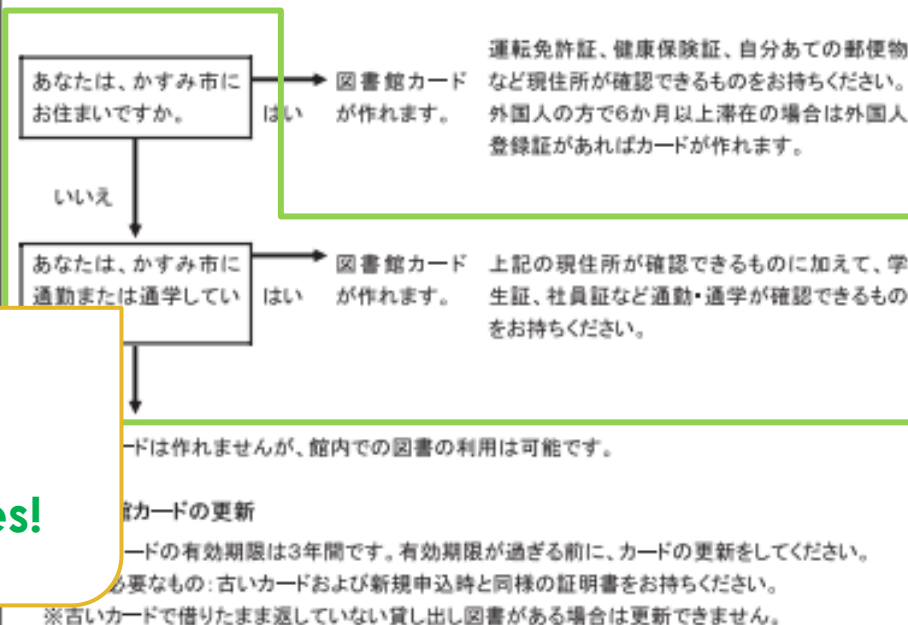 運転免許証、健康保険証、自分あての郵便物
あなたは、かすみ市に
図書館カード
など現住所が確認できるものをお持ちください。
お住まいですか。
はい
が作れます。
外国人の方で6か月以上滞在の場合は外国人
登録証があればカードが作れます。
いいえ
あなたは、かすみ市に
図書館カード
上記の現住所が確認できるものに加えて、学
通勤または通学してい
はい
が作れます。
生証、社員証など通勤・通学が確認できるもの
をお持ちください。
ードは作れませんが、館内での図書の利用は可能です。
カードの更新
es!
ードの有効期限は3年間です。有効期限が過ぎる前に、カードの更新をしてください。
必要なもの:古いカードおよび新規申込時と同様の証明書をお持ちください。
※古いカードで借りたまま返していない貸し出し図書がある場合は更新できません。